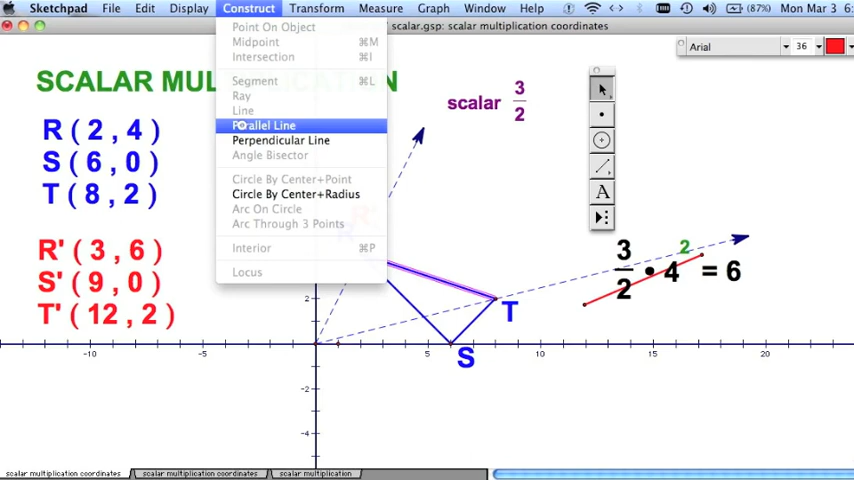 Sketchpad File Edit Display Construct Transform Measure Graph Window Help (87%) Mon Mar 3 6:
scalar.gsp: scalar multiplication coordinates
Arial 36
Point On Object
Midpoint ⌘M
Intersection ⌘I
Segment ⌘L
Ray
Line
Parallel Line
Perpendicular Line
Angle Bisector
Circle By Center+Point
Circle By Center+Radius
Arc On Circle
Arc Through 3 Points
Interior ⌘P
Locus
SCALAR MUL N
R ( 2 , 4 )
S ( 6 , 0 )
T ( 8 , 2 )
R' ( 3 , 6 )
S' ( 9 , 0 )
T' ( 12 , 2 )
scalar 3/2
A
3/2 • 4 2 = 6
T
S
2
-10 -5 5 10 15 20
-2
-4
scalar multiplication coordinates scalar multiplication coordinates scalar multiplication